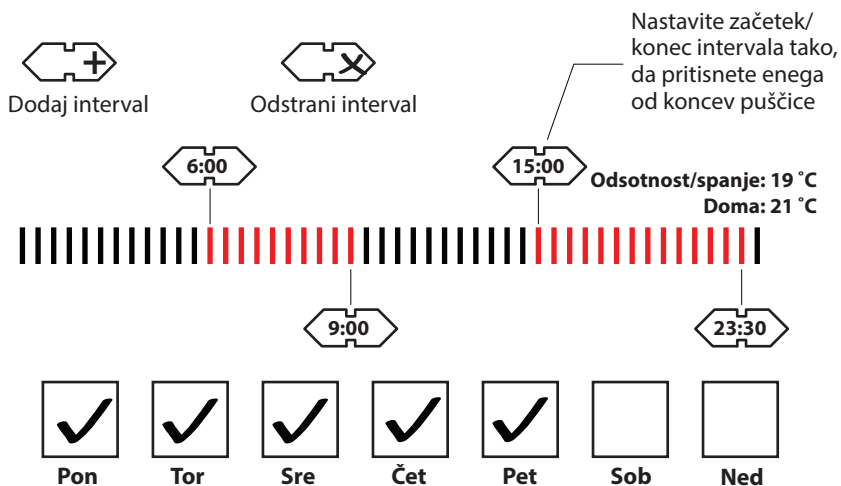 Nastavite začetek/
konec intervala tako,
da pritisnete enega
od koncev puščice
Dodaj interval
Odstrani interval
6:00
15:00
Odsotnost/spanje: 19 ˚C
Doma: 21 ˚C
9:00
23:30
Pon
Tor
Sre
Čet
Pet
Sob
Ned